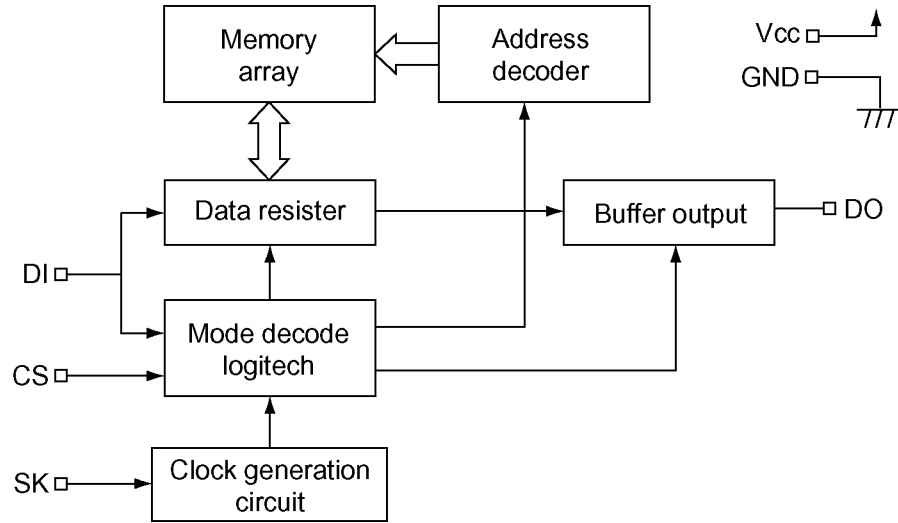 Memory
array
Address
decoder
Vcc
GND
Data resister
Buffer output
DO
DI
Mode decode
logitech
CS
SK
Clock generation
circuit